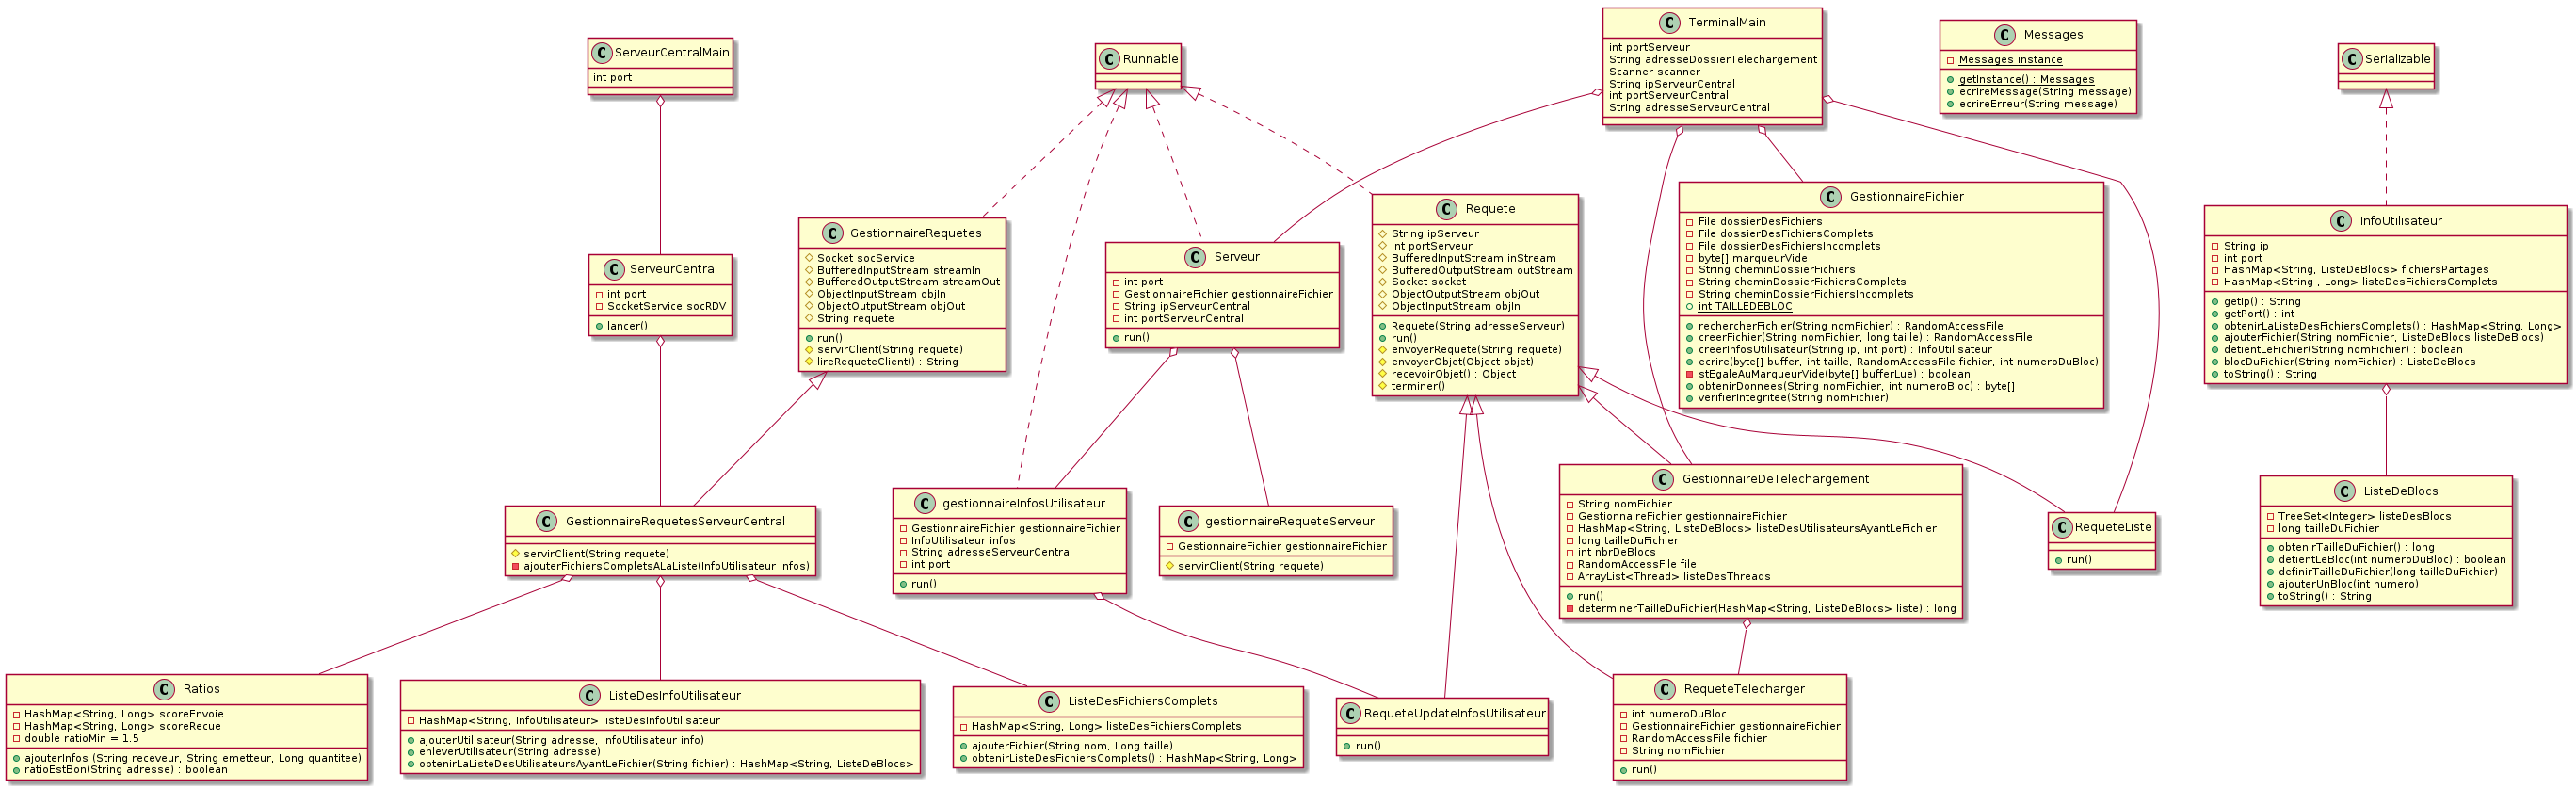 C ServeurCentralMain
int port
C Runnable
C TerminalMain
int portServeur
String adresseDossierTelechargement
Scanner scanner
String ipServeurCentral
int portServeurCentral
String adresseServeurCentral
C Messages
Messages instance
getInstance() : Messages
ecrireMessage(String message)
ecrireErreur(String message)
C Serializable
C ServeurCentral
int port
SocketService socRDV
lancer()
C GestionnaireRequetes
Socket socService
BufferedInputStream streamIn
BufferedOutputStream streamOut
ObjectInputStream objIn
ObjectOutputStream objOut
String requete
run()
servirClient(String requete)
lireRequeteClient() : String
C Serveur
int port
GestionnaireFichier gestionnaireFichier
String ipServeurCentral
int portServeurCentral
run()
C Requete
String ipServeur
int portServeur
BufferedInputStream inStream
BufferedOutputStream outStream
Socket socket
ObjectOutputStream objOut
ObjectInputStream objIn
Requete(String adresseServeur)
run()
envoyerRequete(String requete)
envoyerObjet(Object objet)
recevoirObjet() : Object
terminer()
C GestionnaireFichier
File dossierDesFichiers
File dossierDesFichiersComplets
File dossierDesFichiersIncomplets
byte[] marqueurVide
String cheminDossierFichiers
String cheminDossierFichiersComplets
String cheminDossierFichiersIncomplets
int TAILLEDEBLOC
rechercherFichier(String nomFichier) : RandomAccessFile
creerFichier(String nomFichier, long taille) : RandomAccessFile
creerInfosUtilisateur(String ip, int port) : InfoUtilisateur
ecrire(byte[] buffer, int taille, RandomAccessFile fichier, int numeroDuBloc)
stEgaleAuMarqueurVide(byte[] bufferLue) : boolean
obtenirDonnees(String nomFichier, int numeroBloc) : byte[]
verifierIntegritee(String nomFichier)
C InfoUtilisateur
String ip
int port
HashMap<String, ListeDeBlocs> fichiersPartages
HashMap<String , Long> listeDesFichiersComplets
getIp() : String
getPort() : int
obtenirLaListeDesFichiersComplets() : HashMap<String, Long>
ajouterFichier(String nomFichier, ListeDeBlocs listeDeBlocs)
detientLeFichier(String nomFichier) : boolean
blocDuFichier(String nomFichier) : ListeDeBlocs
toString() : String
C GestionnaireRequetesServeurCentral
servirClient(String requete)
ajouterFichiersCompletsALaListe(InfoUtilisateur infos)
C gestionnaireInfosUtilisateur
GestionnaireFichier gestionnaireFichier
InfoUtilisateur infos
String adresseServeurCentral
int port
run()
C gestionnaireRequeteServeur
GestionnaireFichier gestionnaireFichier
servirClient(String requete)
C GestionnaireDeTelechargement
String nomFichier
GestionnaireFichier gestionnaireFichier
HashMap<String, ListeDeBlocs> listeDesUtilisateursAyantLeFichier
long tailleDuFichier
int nbrDeBlocs
RandomAccessFile file
ArrayList<Thread> listeDesThreads
run()
determinerTailleDuFichier(HashMap<String, ListeDeBlocs> liste) : long
C RequeteListe
run()
C ListeDeBlocs
TreeSet<Integer> listeDesBlocs
long tailleDuFichier
obtenirTailleDuFichier() : long
detientLeBloc(int numeroDuBloc) : boolean
definirTailleDuFichier(long tailleDuFichier)
ajouterUnBloc(int numero)
toString() : String
C Ratios
HashMap<String, Long> scoreEnvoie
HashMap<String, Long> scoreRecue
double ratioMin = 1.5
ajouterInfos (String receveur, String emetteur, Long quantitee)
ratioEstBon(String adresse) : boolean
C ListeDesInfoUtilisateur
HashMap<String, InfoUtilisateur> listeDesInfoUtilisateur
ajouterUtilisateur(String adresse, InfoUtilisateur info)
enleverUtilisateur(String adresse)
obtenirLaListeDesUtilisateursAyantLeFichier(String fichier) : HashMap<String, ListeDeBlocs>
C ListeDesFichiersComplets
HashMap<String, Long> listeDesFichiersComplets
ajouterFichier(String nom, Long taille)
obtenirListeDesFichiersComplets() : HashMap<String, Long>
C RequeteUpdateInfosUtilisateur
run()
C RequeteTelecharger
int numeroDuBloc
GestionnaireFichier gestionnaireFichier
RandomAccessFile fichier
String nomFichier
run()